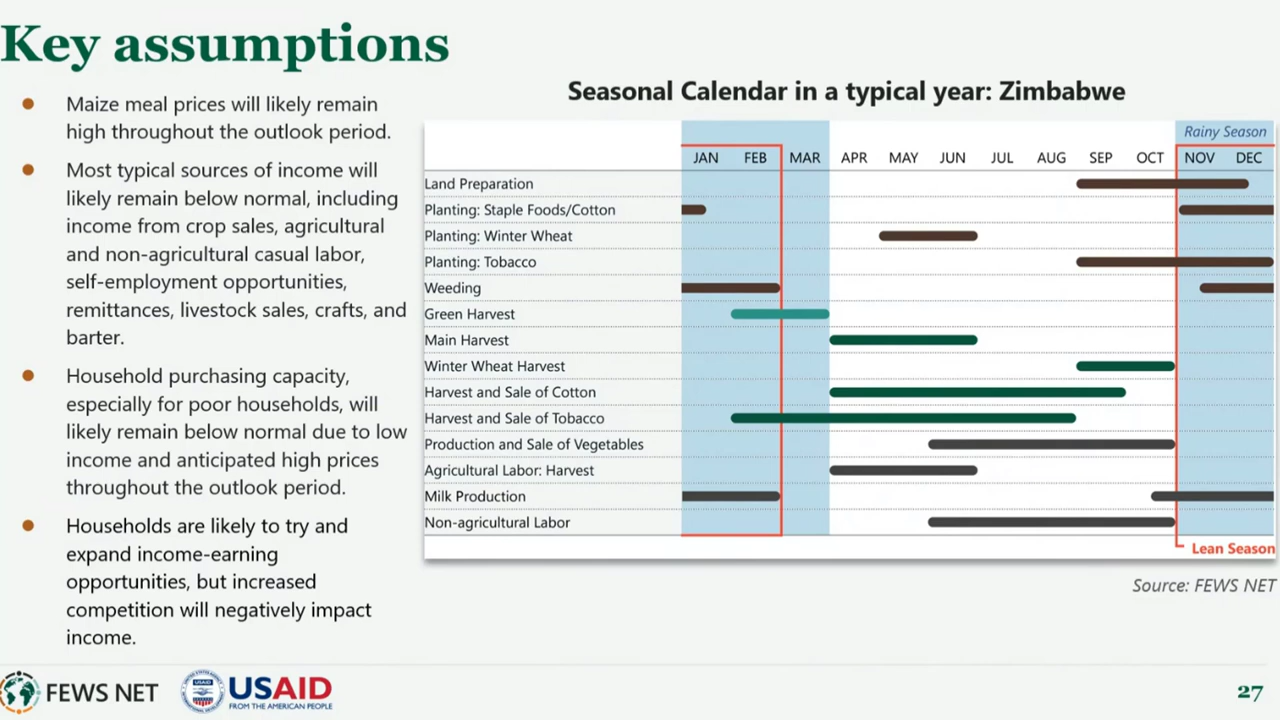 Key assumptions
Maize meal prices will likely remain
high throughout the outlook period.
Most typical sources of income will
likely remain below normal, including
income from crop sales, agricultural
and non-agricultural casual labor,
self-employment opportunities,
remittances, livestock sales, crafts, and
barter.
Household purchasing capacity,
especially for poor households, will
likely remain below normal due to low
income and anticipated high prices
throughout the outlook period.
Households are likely to try and
expand income-earning
opportunities, but increased
competition will negatively impact
income.
Seasonal Calendar in a typical year: Zimbabwe
Rainy Season
JAN FEB MAR APR MAY JUN JUL AUG SEP OCT NOV DEC
Land Preparation
Planting: Staple Foods/Cotton
Planting: Winter Wheat
Planting: Tobacco
Weeding
Green Harvest
Main Harvest
Winter Wheat Harvest
Harvest and Sale of Cotton
Harvest and Sale of Tobacco
Production and Sale of Vegetables
Agricultural Labor: Harvest
Milk Production
Non-agricultural Labor
Lean Season
Source: FEWS NET
FEWS NET
USAID
FROM THE AMERICAN PEOPLE
27